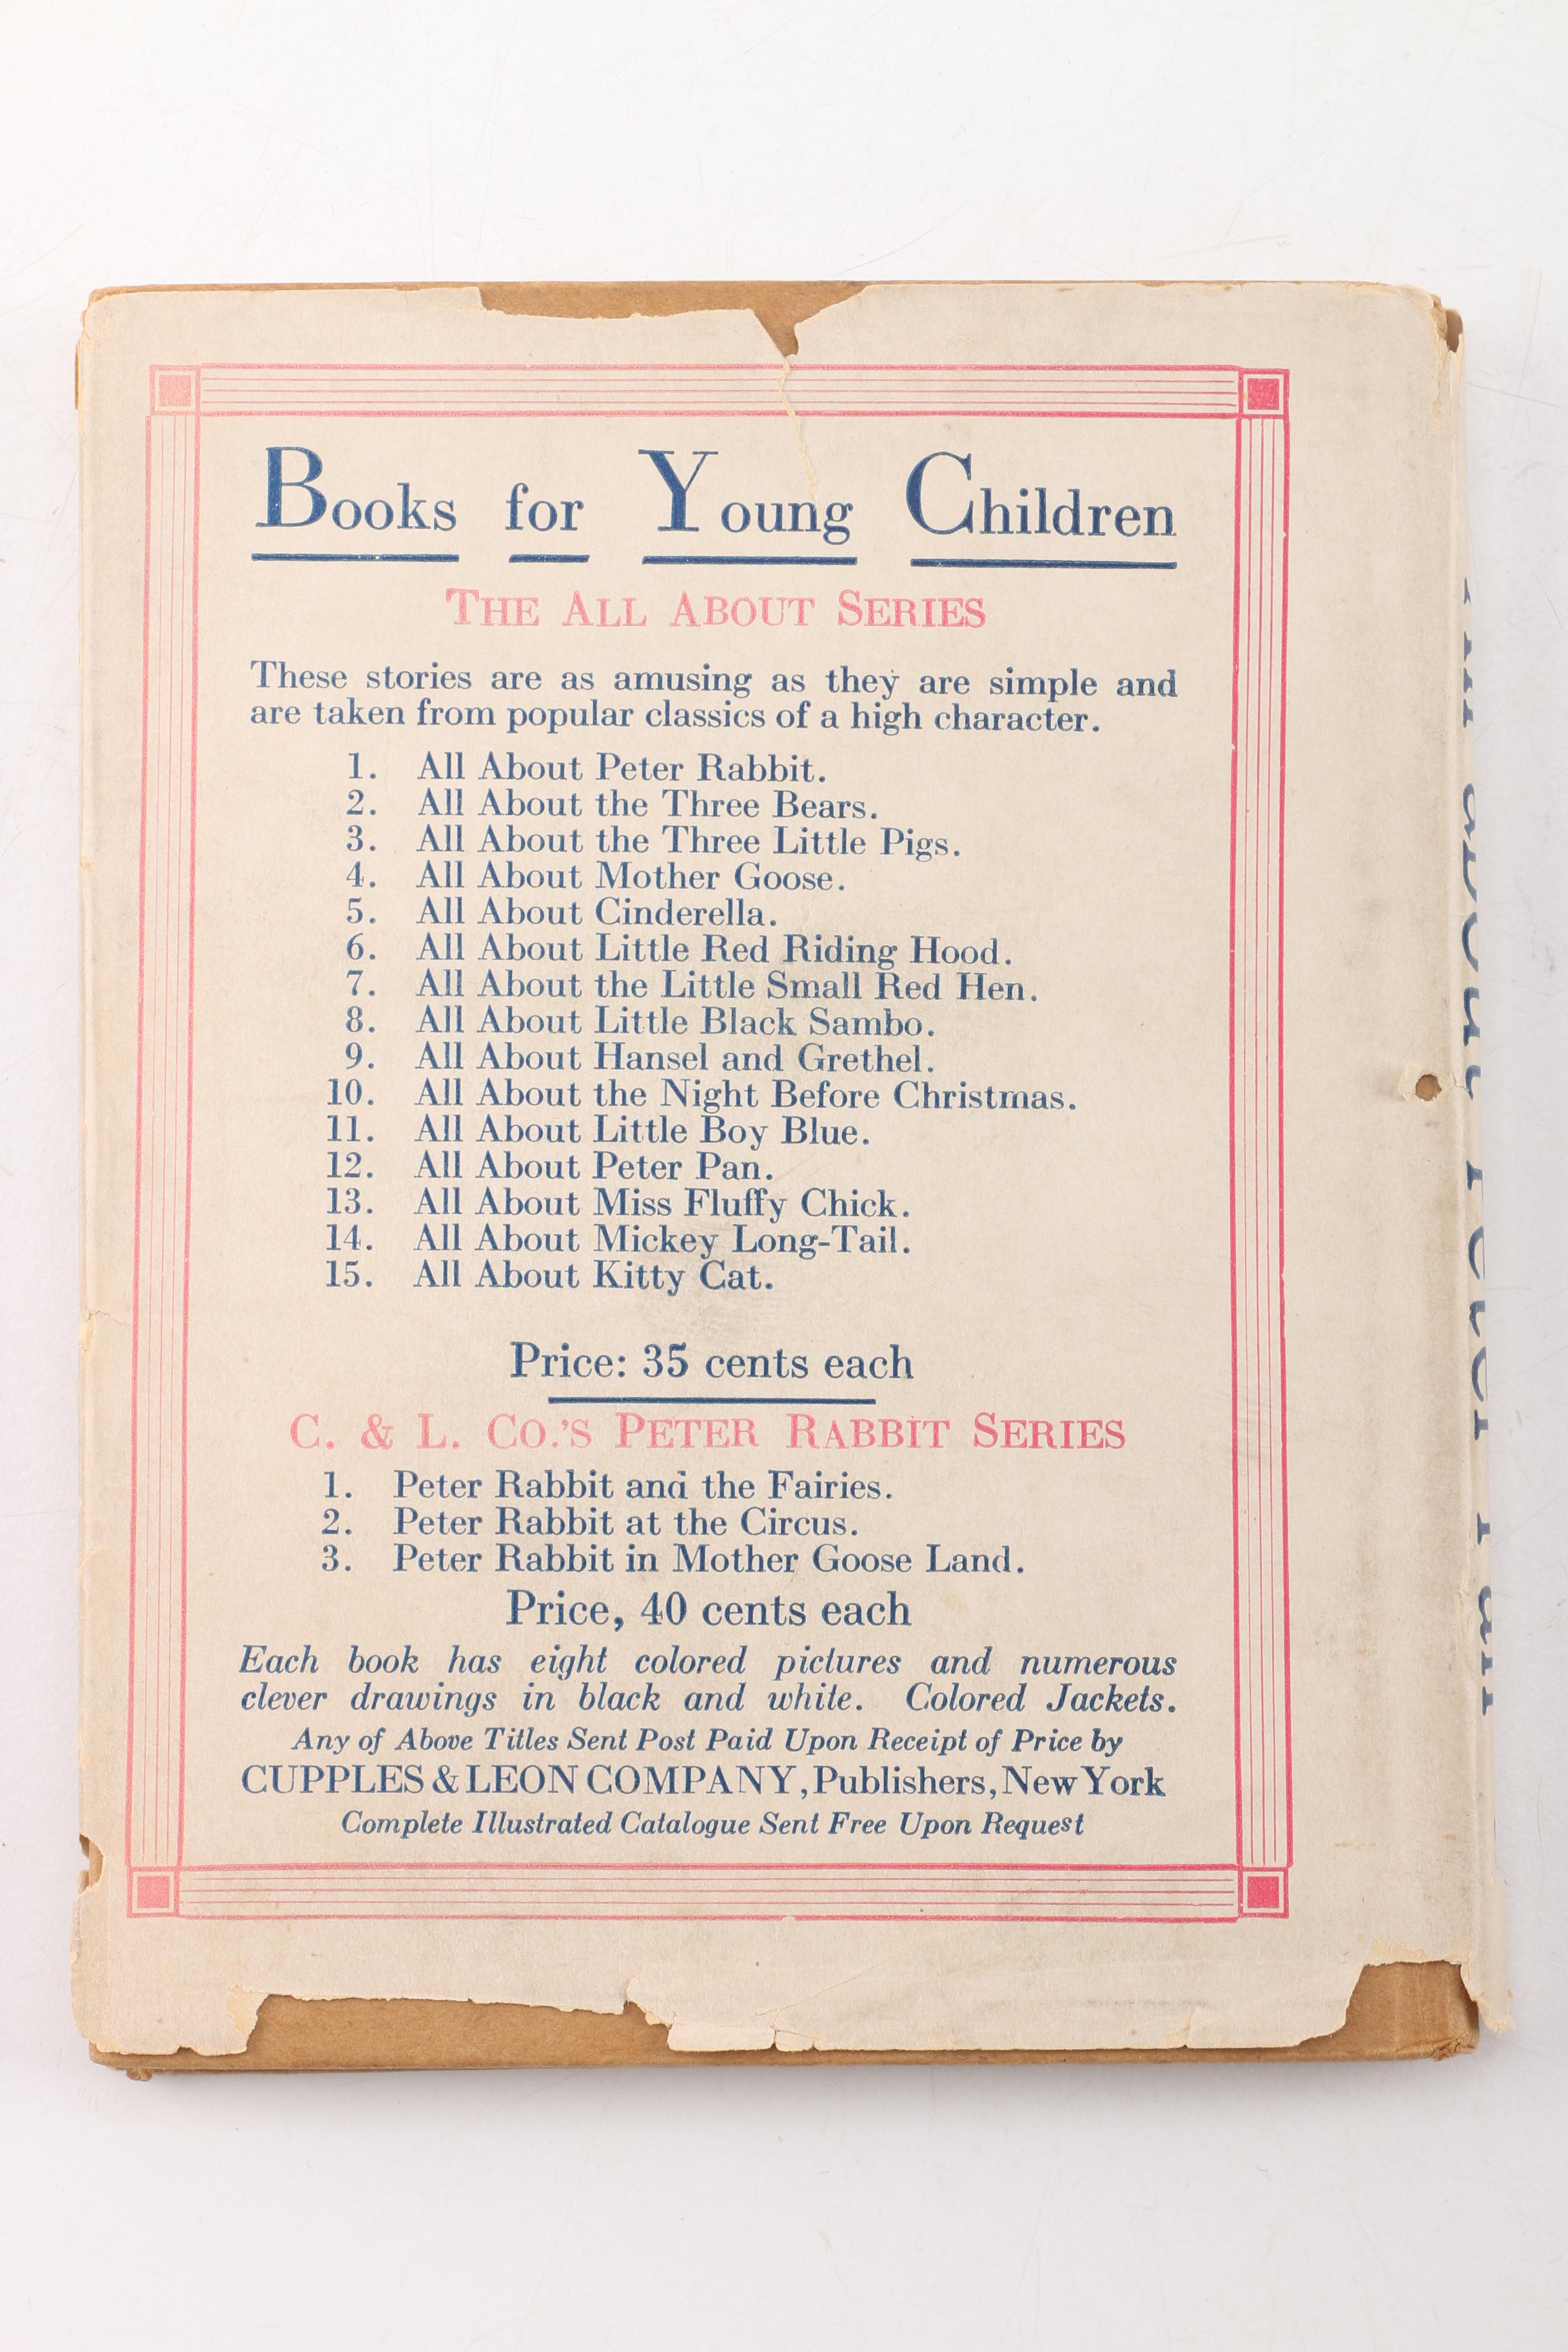 Books for Young Children
THE ALL ABOUT SERIES
These stories are as amusing as they are simple and
are taken from popular classics of a high character.
1. All About Peter Rabbit.
2. All About the Three Bears.
3. All About the Three Little Pigs.
4. All About Mother Goose.
5. All About Cinderella.
6. All About Little Red Riding Hood.
7. All About the Little Small Red Hen.
8. All About Little Black Sambo.
9. All About Hansel and Grethel.
10. All About the Night Before Christmas.
11. All About Little Boy Blue.
12. All About Peter Pan.
13. All About Miss Fluffy Chick.
14. All About Mickey Long-Tail.
15. All About Kitty Cat.
Price: 35 cents each
C. & L. CO.'S PETER RABBIT SERIES
1. Peter Rabbit and the Fairies.
2. Peter Rabbit at the Circus.
3. Peter Rabbit in Mother Goose Land.
Price, 40 cents each
Each book has eight colored pictures and numerous
clever drawings in black and white. Colored Jackets.
Any of Above Titles Sent Post Paid Upon Receipt of Price by
CUPPLES & LEON COMPANY, Publishers, New York
Complete Illustrated Catalogue Sent Free Upon Request